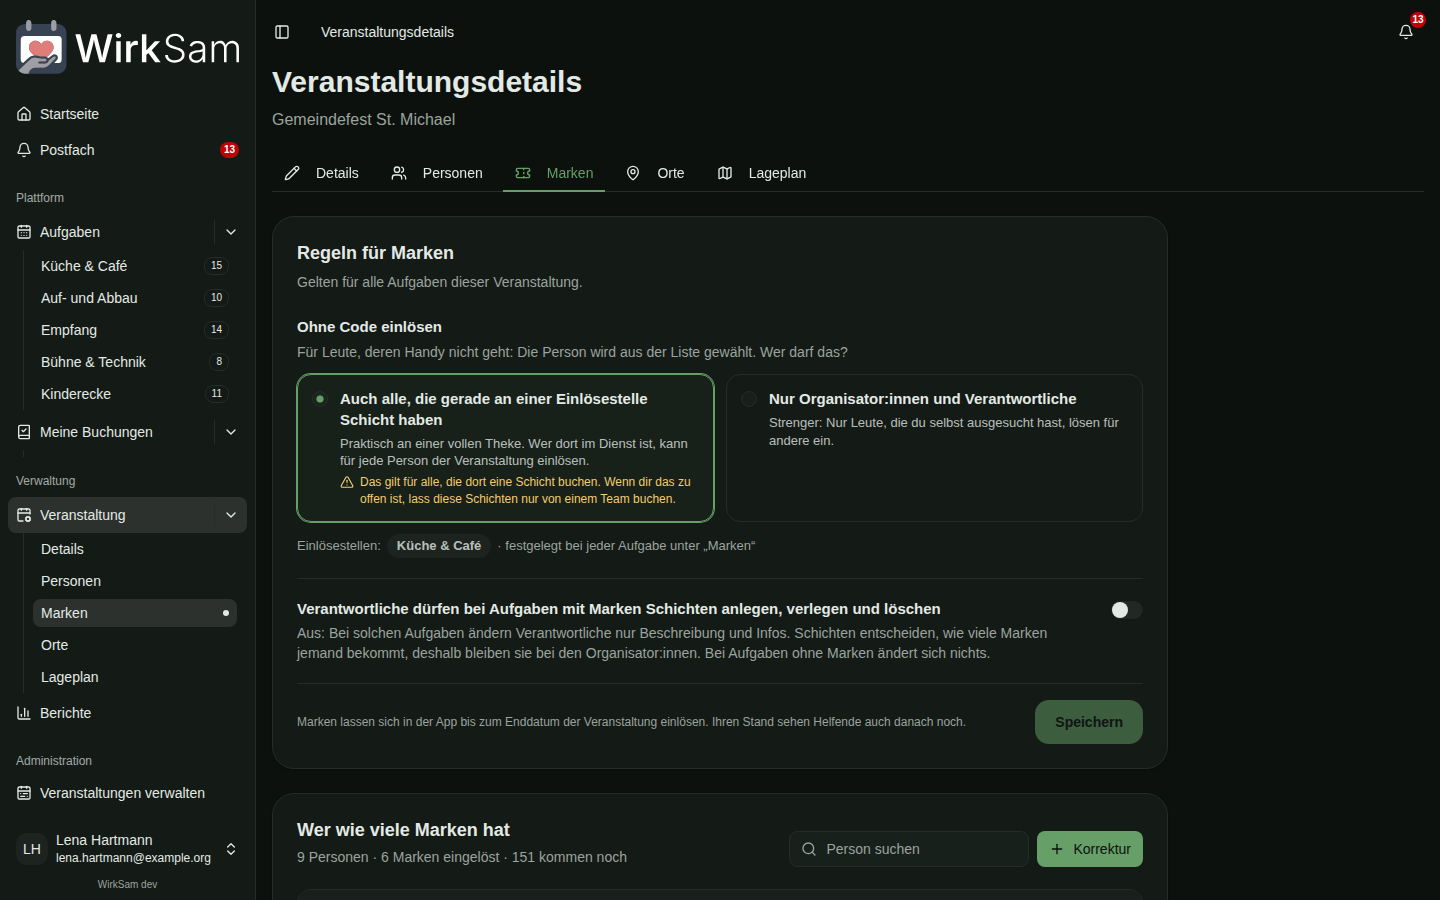 WirkSam
Startseite
Postfach 13
Plattform
Aufgaben
Küche & Café 15
Auf- und Abbau 10
Empfang 14
Bühne & Technik 8
Kinderecke 11
Meine Buchungen
Verwaltung
Veranstaltung
Details
Personen
Marken
Orte
Lageplan
Berichte
Administration
Veranstaltungen verwalten
LH
Lena Hartmann
lena.hartmann@example.org
WirkSam dev
Veranstaltungsdetails
13
Veranstaltungsdetails
Gemeindefest St. Michael
Details Personen Marken Orte Lageplan
Regeln für Marken
Gelten für alle Aufgaben dieser Veranstaltung.
Ohne Code einlösen
Für Leute, deren Handy nicht geht: Die Person wird aus der Liste gewählt. Wer darf das?
Auch alle, die gerade an einer Einlösestelle
Schicht haben
Praktisch an einer vollen Theke. Wer dort im Dienst ist, kann
für jede Person der Veranstaltung einlösen.
Das gilt für alle, die dort eine Schicht buchen. Wenn dir das zu
offen ist, lass diese Schichten nur von einem Team buchen.
Nur Organisator:innen und Verantwortliche
Strenger: Nur Leute, die du selbst ausgesucht hast, lösen für
andere ein.
Einlösestellen: Küche & Café · festgelegt bei jeder Aufgabe unter „Marken“
Verantwortliche dürfen bei Aufgaben mit Marken Schichten anlegen, verlegen und löschen
Aus: Bei solchen Aufgaben ändern Verantwortliche nur Beschreibung und Infos. Schichten entscheiden, wie viele Marken
jemand bekommt, deshalb bleiben sie bei den Organisator:innen. Bei Aufgaben ohne Marken ändert sich nichts.
Marken lassen sich in der App bis zum Enddatum der Veranstaltung einlösen. Ihren Stand sehen Helfende auch danach noch.
Speichern
Wer wie viele Marken hat
9 Personen · 6 Marken eingelöst · 151 kommen noch
Person suchen
Korrektur